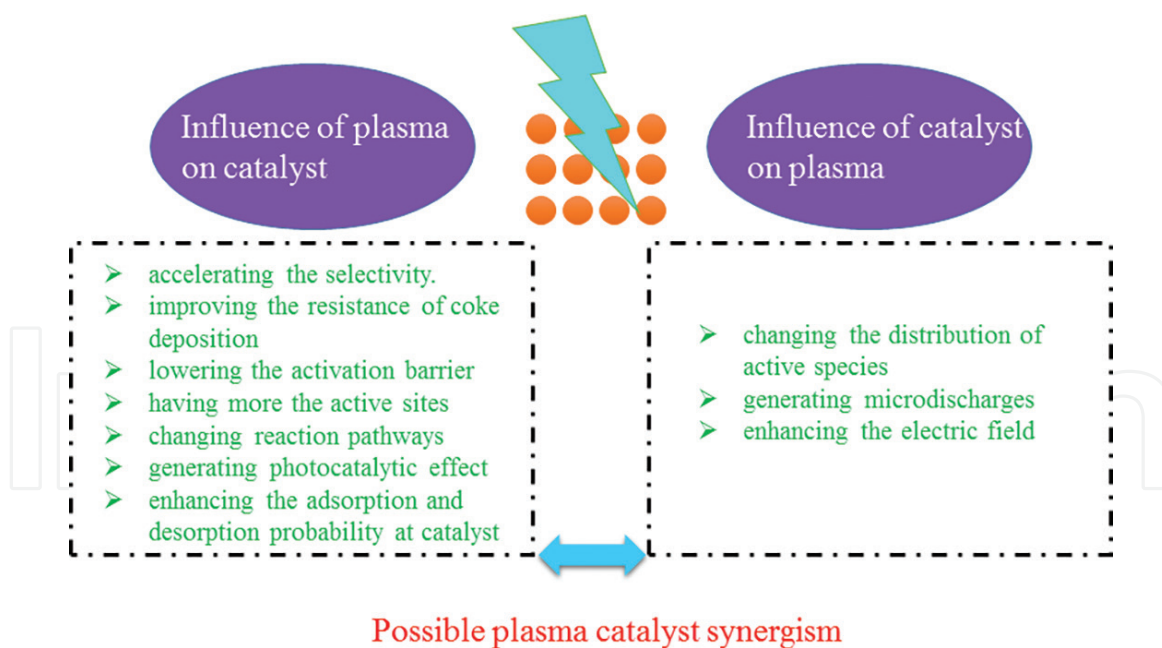 Influence of plasma
on catalyst
Influence of catalyst
on plasma
➢ accelerating the selectivity.
➢ improving the resistance of coke
deposition
➢ lowering the activation barrier
➢ having more the active sites
➢ changing reaction pathways
➢ generating photocatalytic effect
➢ enhancing the adsorption and
desorption probability at catalyst
➢ changing the distribution of
active species
➢ generating microdischarges
➢ enhancing the electric field
Possible plasma catalyst synergism